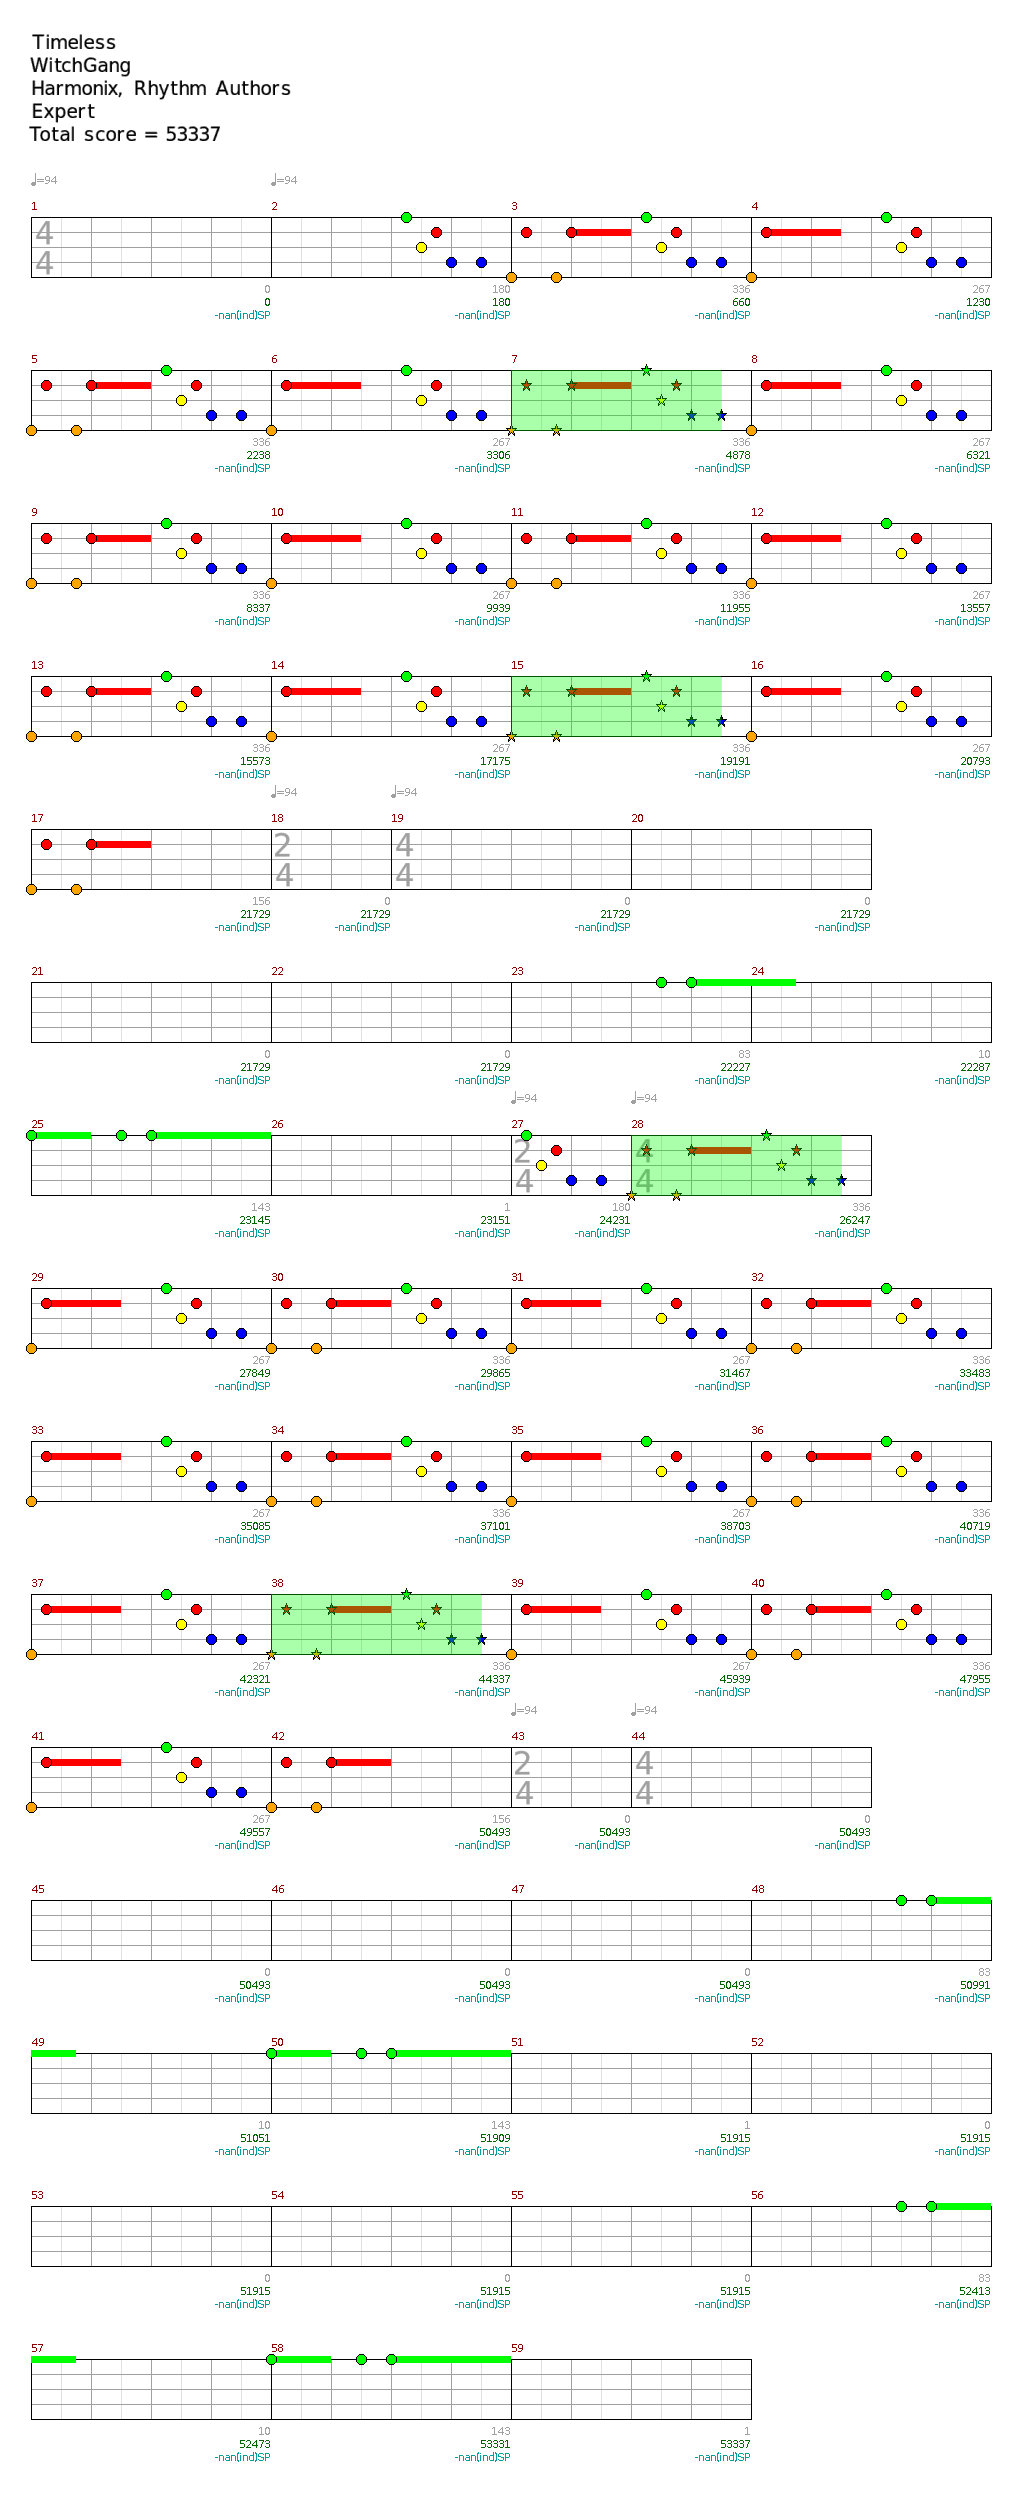 Timeless
WitchGang
Harmonix, Rhythm Authors
Expert
Total score = 53337
♩=94 ♩=94
1 2 3 4
4
4
0 180 336 267
0 180 660 1230
-nan(ind)SP -nan(ind)SP -nan(ind)SP -nan(ind)SP
5 6 7 8
336 267 336 267
2238 3306 4878 6321
-nan(ind)SP -nan(ind)SP -nan(ind)SP -nan(ind)SP
9 10 11 12
336 267 336 267
8337 9939 11955 13557
-nan(ind)SP -nan(ind)SP -nan(ind)SP -nan(ind)SP
13 14 15 16
336 267 336 267
15573 17175 19191 20793
-nan(ind)SP -nan(ind)SP -nan(ind)SP -nan(ind)SP
♩=94 ♩=94
17 18 19 20
2 4
4 4
156 0 0 0
21729 21729 21729 21729
-nan(ind)SP -nan(ind)SP -nan(ind)SP -nan(ind)SP
21 22 23 24
0 0 83 10
21729 21729 22227 22287
-nan(ind)SP -nan(ind)SP -nan(ind)SP -nan(ind)SP
♩=94 ♩=94
25 26 27 28
2 4
4 4
143 1 180 336
23145 23151 24231 26247
-nan(ind)SP -nan(ind)SP -nan(ind)SP -nan(ind)SP
29 30 31 32
267 336 267 336
27849 29865 31467 33483
-nan(ind)SP -nan(ind)SP -nan(ind)SP -nan(ind)SP
33 34 35 36
267 336 267 336
35085 37101 38703 40719
-nan(ind)SP -nan(ind)SP -nan(ind)SP -nan(ind)SP
37 38 39 40
267 336 267 336
42321 44337 45939 47955
-nan(ind)SP -nan(ind)SP -nan(ind)SP -nan(ind)SP
♩=94 ♩=94
41 42 43 44
2 4
4 4
267 156 0 0
49557 50493 50493 50493
-nan(ind)SP -nan(ind)SP -nan(ind)SP -nan(ind)SP
45 46 47 48
0 0 0 83
50493 50493 50493 50991
-nan(ind)SP -nan(ind)SP -nan(ind)SP -nan(ind)SP
49 50 51 52
10 143 1 0
51051 51909 51915 51915
-nan(ind)SP -nan(ind)SP -nan(ind)SP -nan(ind)SP
53 54 55 56
0 0 0 83
51915 51915 51915 52413
-nan(ind)SP -nan(ind)SP -nan(ind)SP -nan(ind)SP
57 58 59
10 143 1
52473 53331 53337
-nan(ind)SP -nan(ind)SP -nan(ind)SP